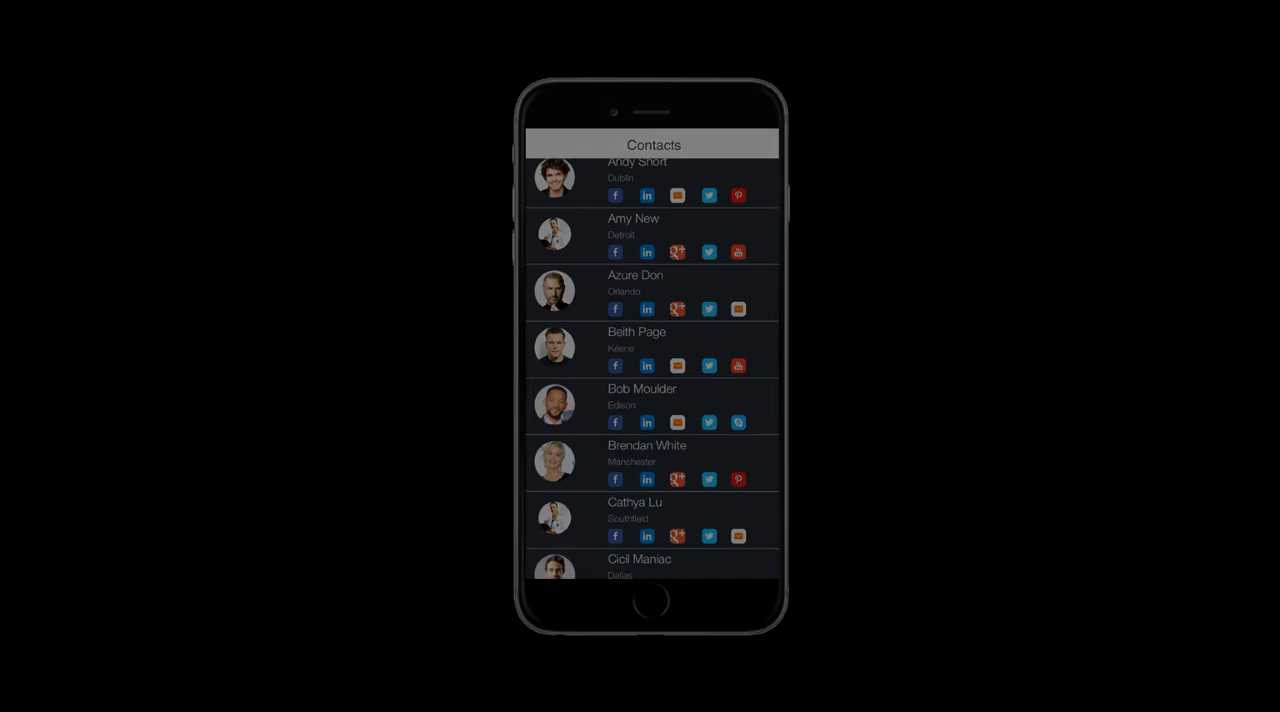 Contacts
Andy Short
Dublin
Amy New
Detroit
Azure Don
Orlando
Beith Page
Keene
Bob Moulder
Edison
Brendan White
Manchester
Cathya Lu
Southfield
Cicil Maniac
Dallas